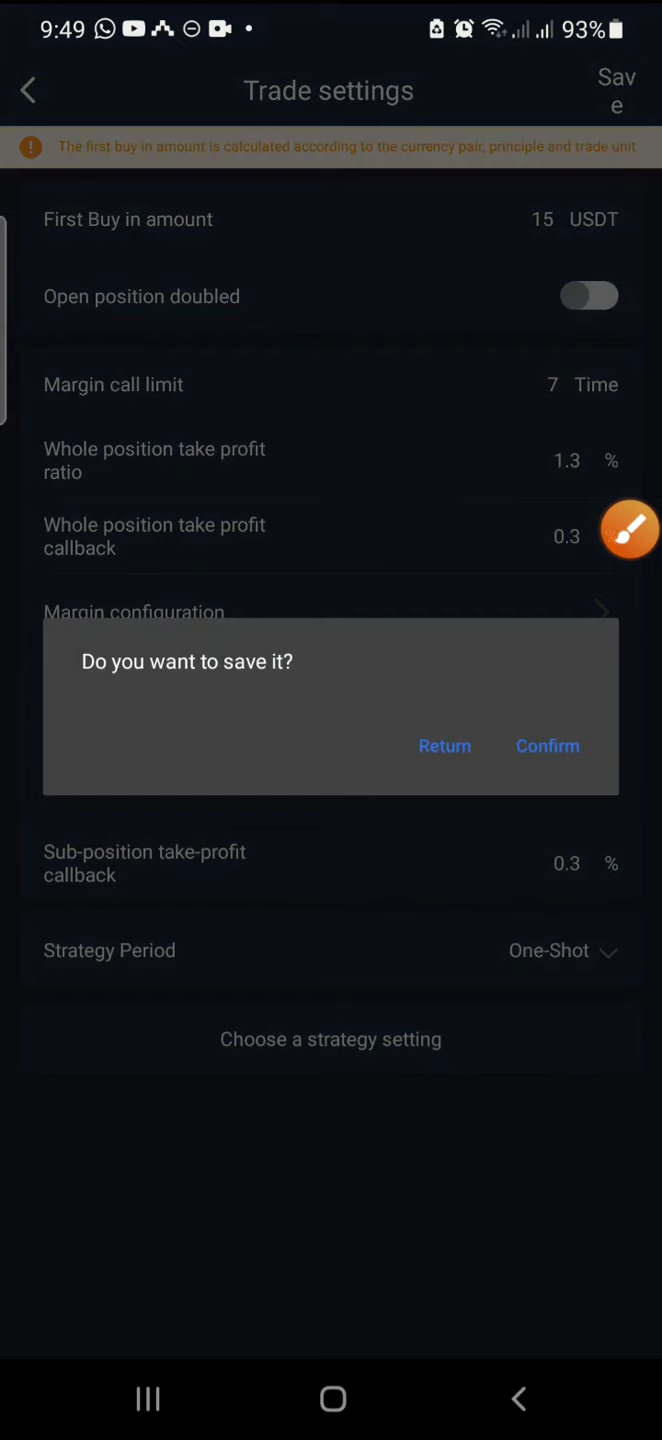 9:49
93%
Trade settings
Sav
e
The first buy in amount is calculated according to the currency pair, principle and trade unit
First Buy in amount 15 USDT
Open position doubled
Margin call limit 7 Time
Whole position take profit
ratio
1.3 %
Whole position take profit
callback
0.3
Margin configuration
Do you want to save it?
Return Confirm
Sub-position take-profit
callback
0.3 %
Strategy Period One-Shot
Choose a strategy setting